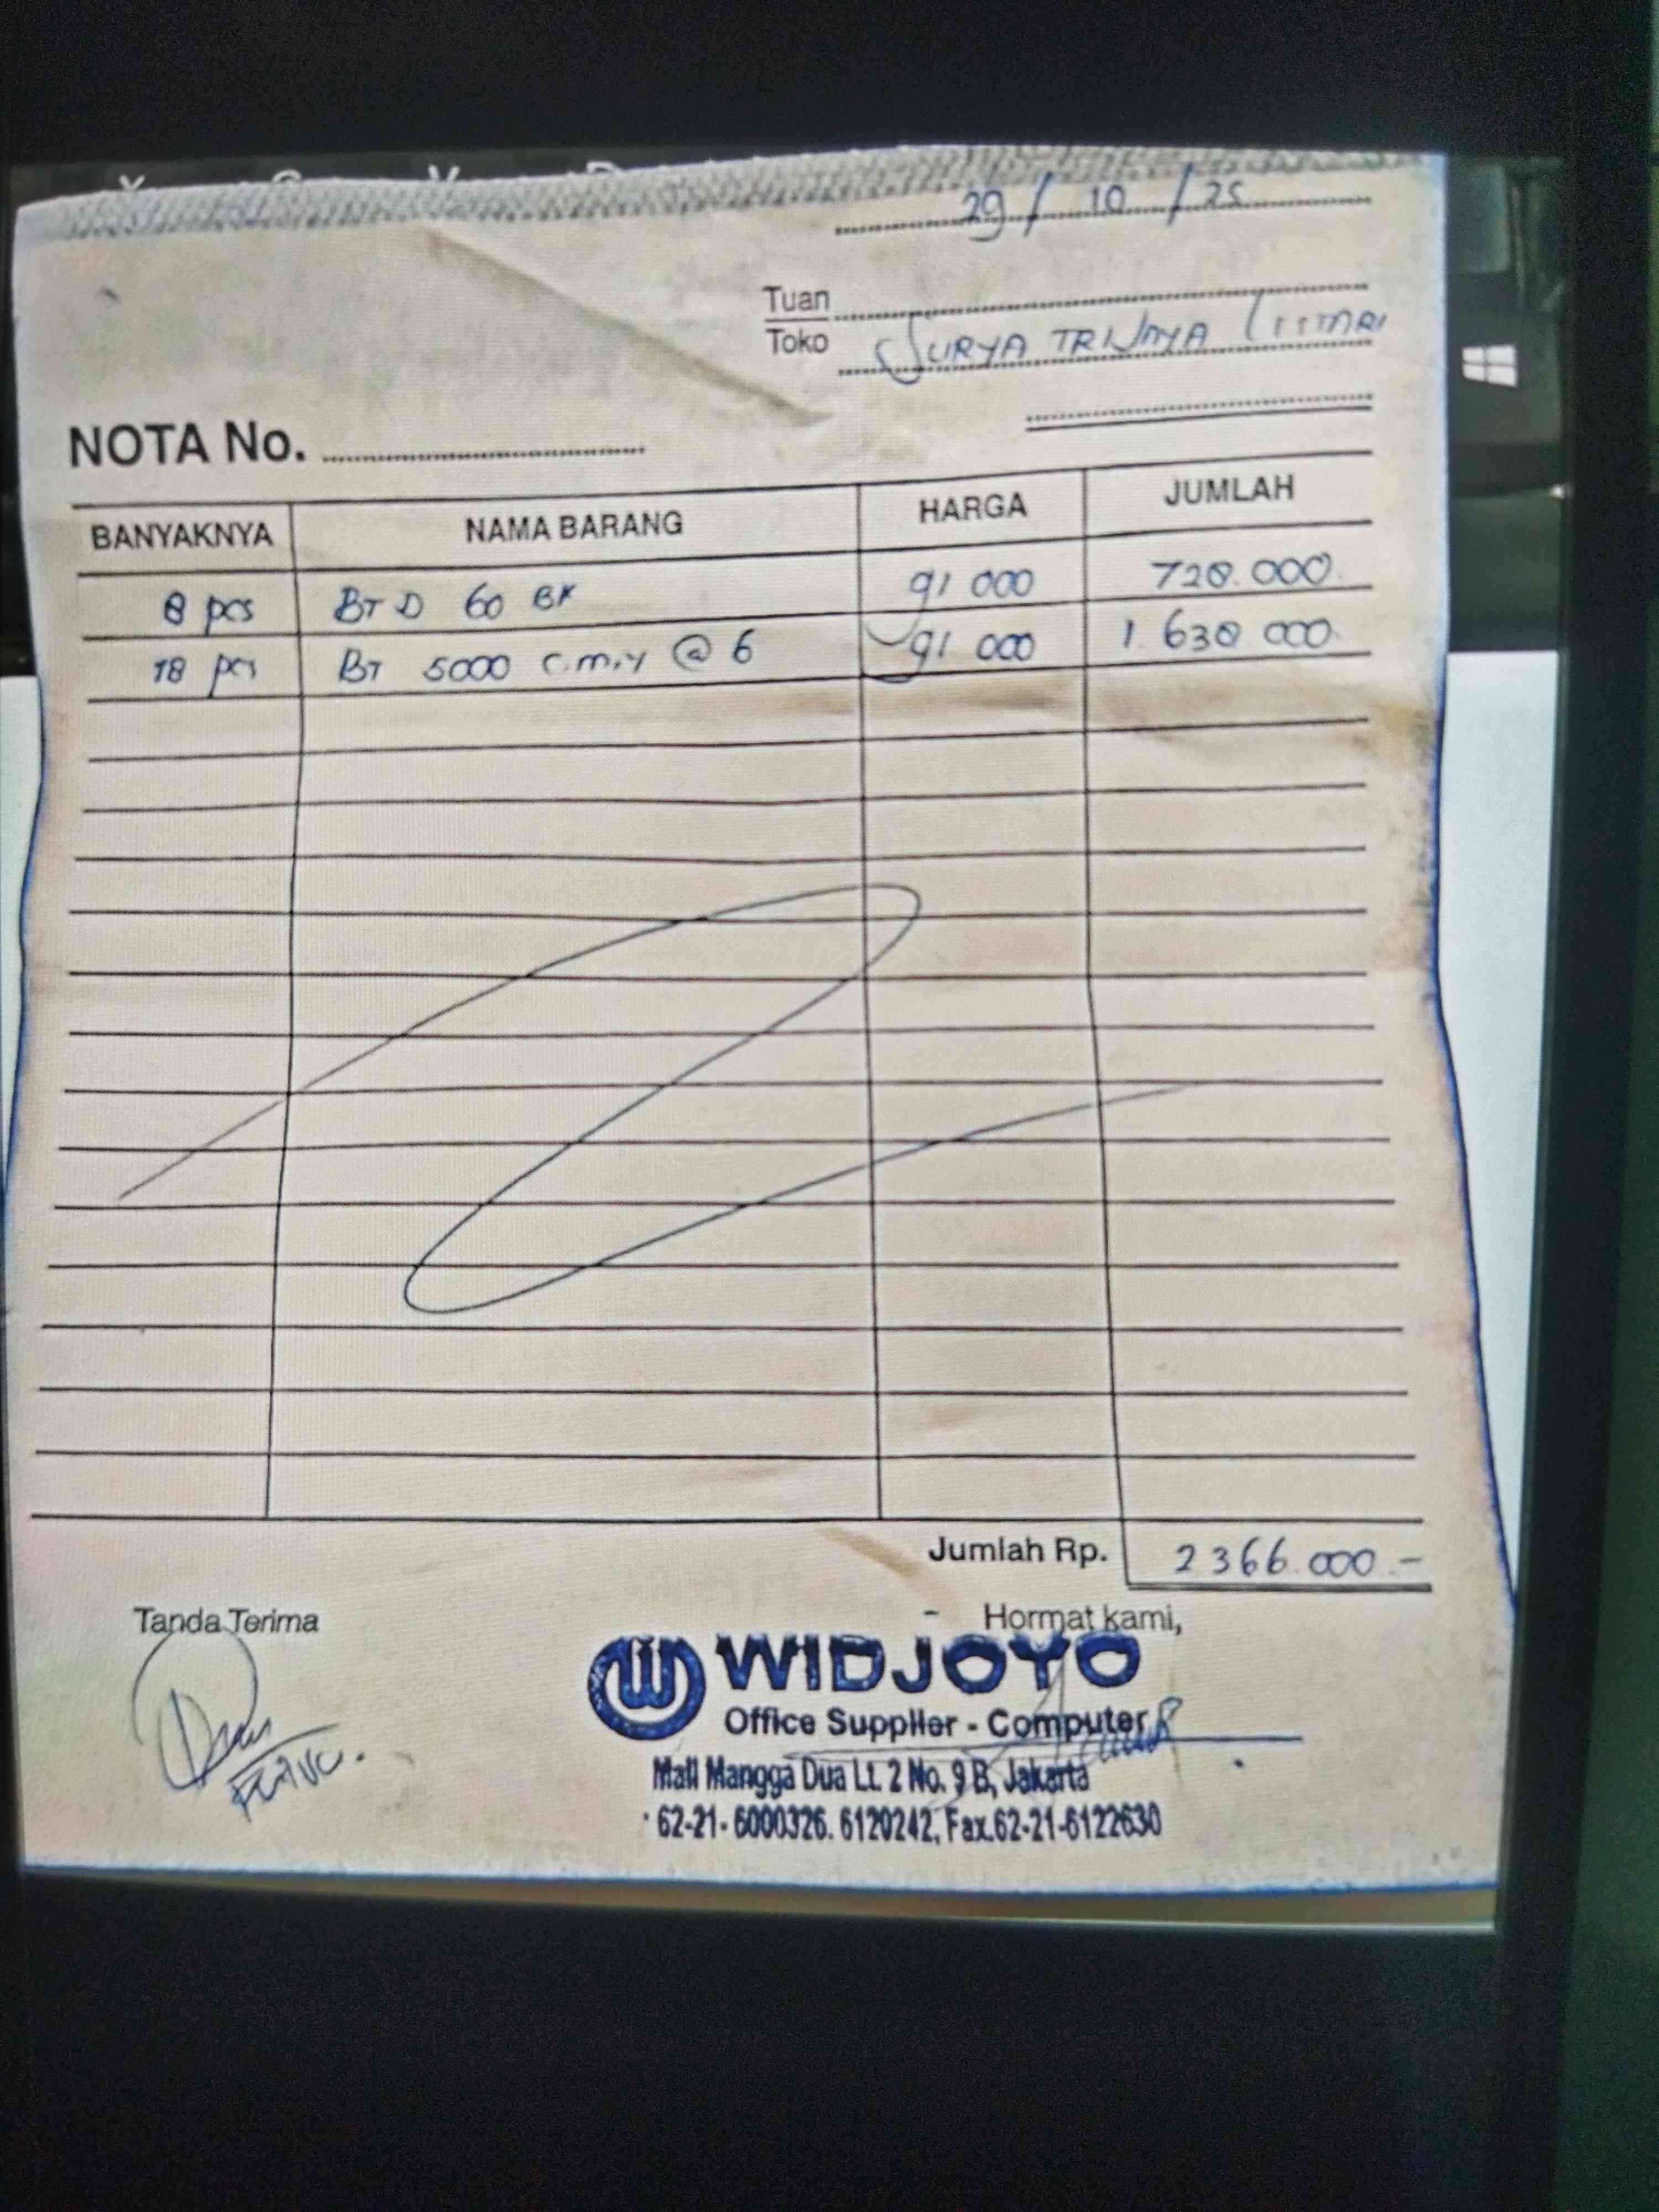 29 / 10 / 25
Tuan
Toko SURYA TRIJAYA
NOTA No.
BANYAKNYA NAMA BARANG HARGA JUMLAH
8 pcs BT D 60 BK 91 000 728.000
18 pcs BT 5000 C.M.Y @ 6 91 000 1.638 000
Jumlah Rp. 2366.000.-
Tanda Terima Hormat kami,
WIDJOYO
Office Supplier - Computer
Mall Mangga Dua Lt. 2 No. 9 B, Jakarta
62-21- 6000326. 6120242, Fax.62-21-6122630